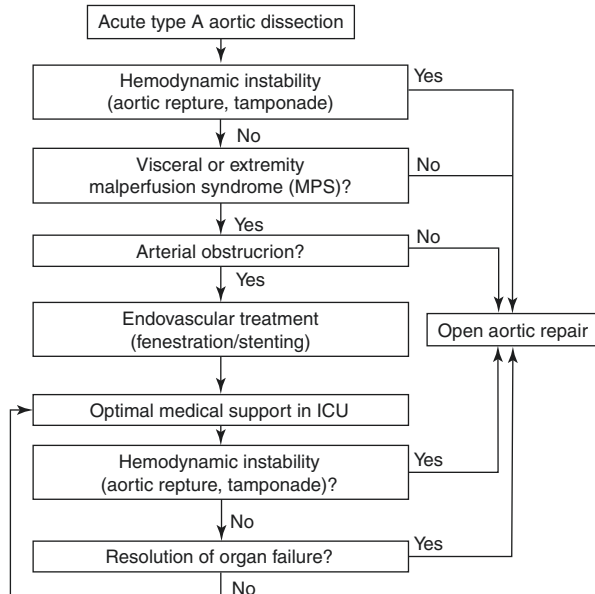 Acute type A aortic dissection
Hemodynamic instability
(aortic repture, tamponade)
Yes
No
Visceral or extremity
malperfusion syndrome (MPS)?
No
Yes
Arterial obstrucrion?
No
Yes
Endovascular treatment
(fenestration/stenting)
Open aortic repair
Optimal medical support in ICU
Hemodynamic instability
(aortic repture, tamponade)?
Yes
No
Resolution of organ failure?
Yes
No